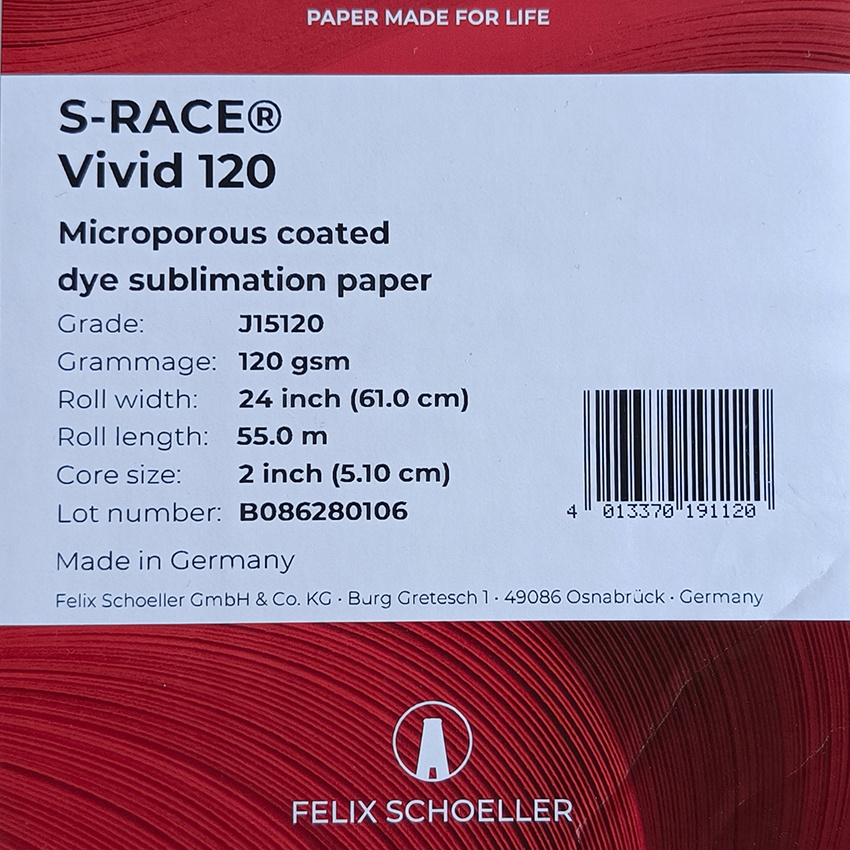 PAPER MADE FOR LIFE
S-RACE®
Vivid 120
Microporous coated
dye sublimation paper
Grade: J15120
Grammage: 120 gsm
Roll width: 24 inch (61.0 cm)
Roll length: 55.0 m
Core size: 2 inch (5.10 cm)
Lot number: B086280106
4 013370 191120
Made in Germany
Felix Schoeller GmbH & Co. KG · Burg Gretesch 1 · 49086 Osnabrück · Germany
FELIX SCHOELLER